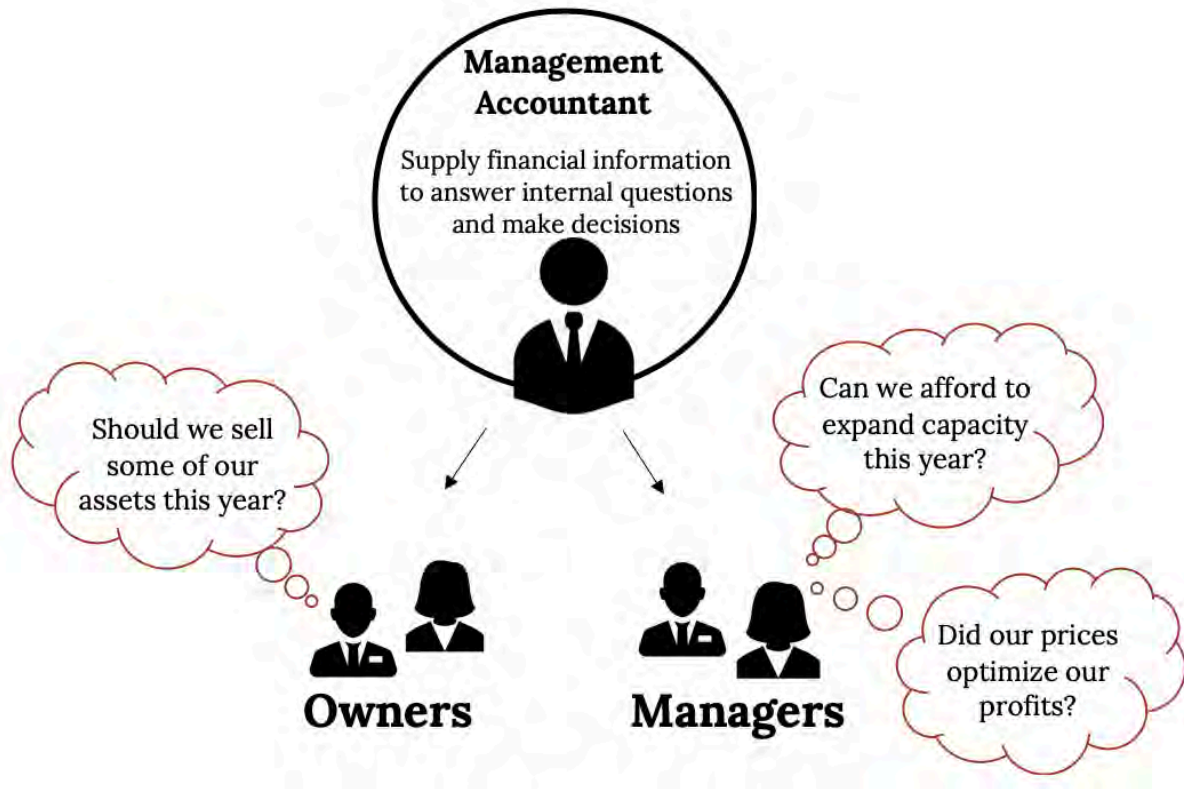 Management
Accountant
Supply financial information
to answer internal questions
and make decisions
Should we sell
some of our
assets this year?
Can we afford to
expand capacity
this year?
Did our prices
optimize our
profits?
Owners
Managers